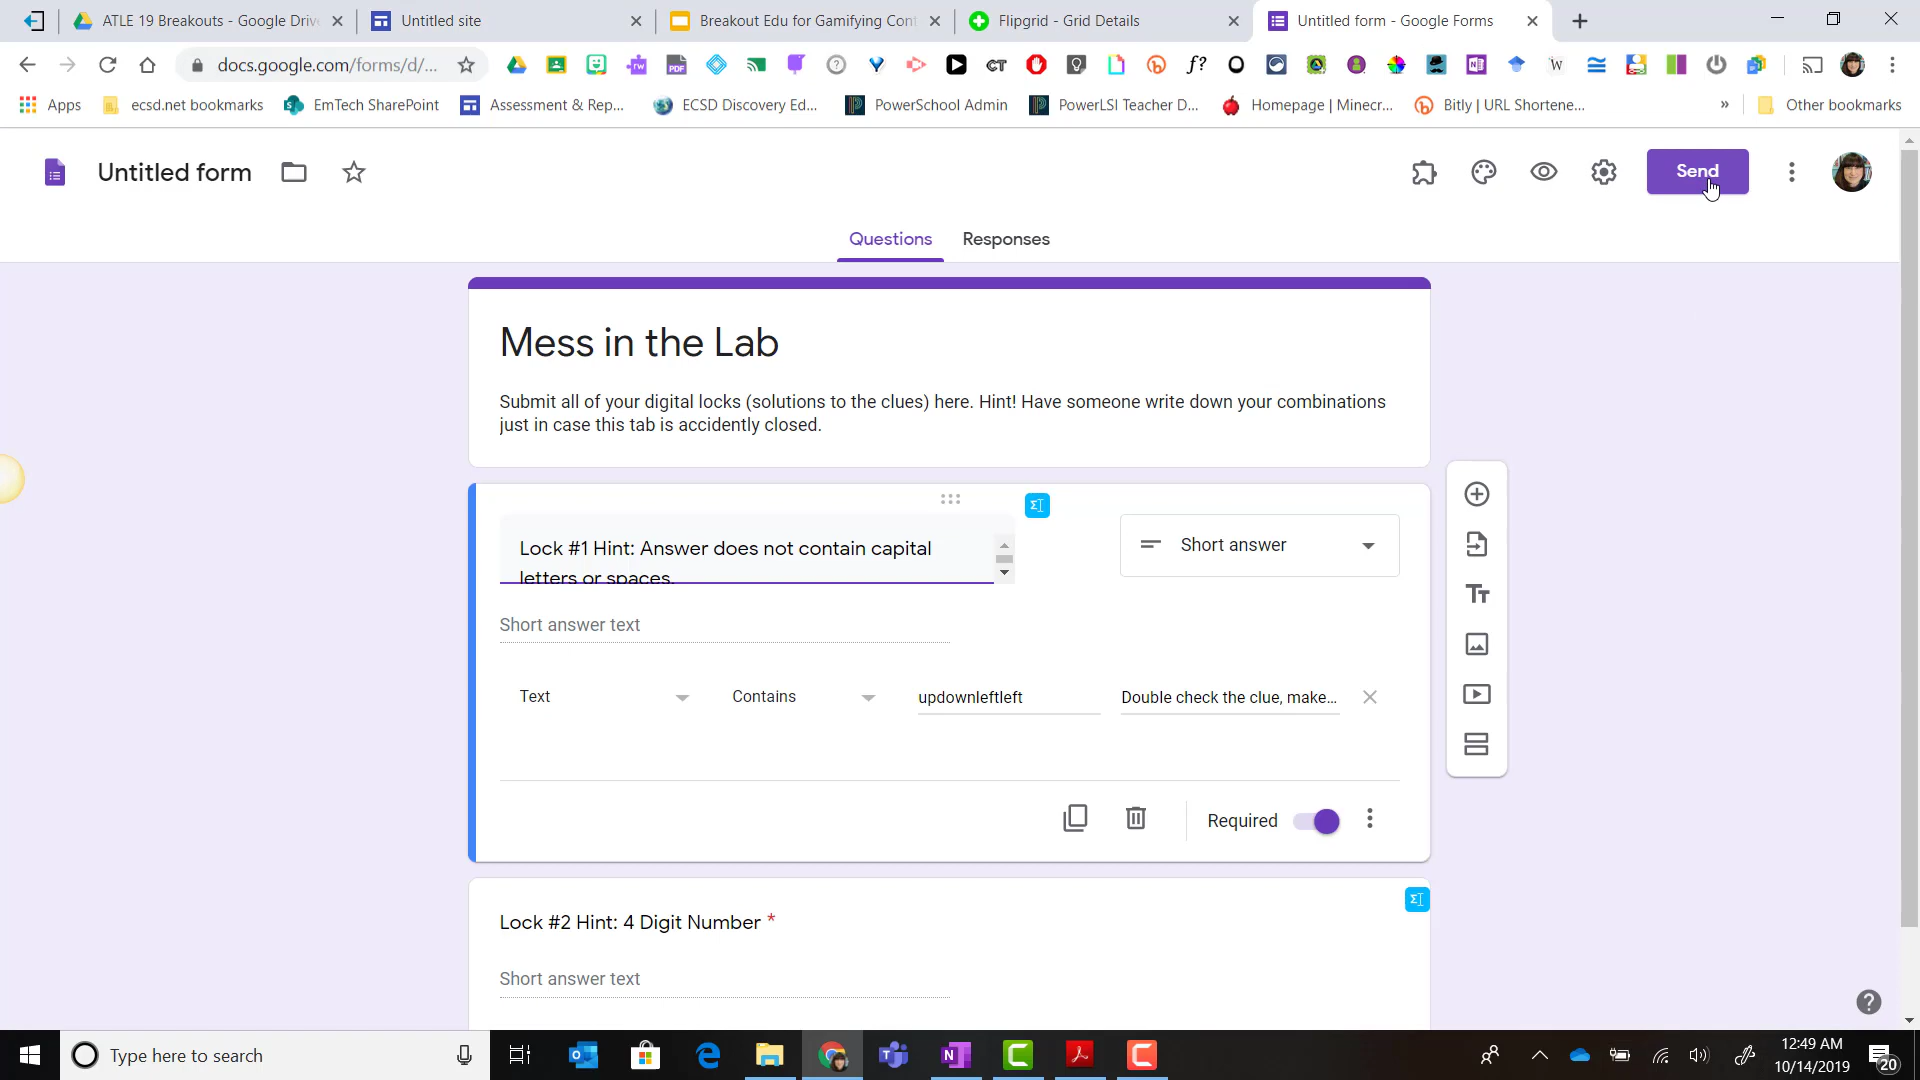 ATLE 19 Breakouts - Google Drive
Untitled site
Breakout Edu for Gamifying Con
Flipgrid - Grid Details
Untitled form - Google Forms
docs.google.com/forms/d/...
Apps
ecsd.net bookmarks
EmTech SharePoint
Assessment & Rep...
ECSD Discovery Ed...
PowerSchool Admin
PowerLSI Teacher D...
Homepage | Minecr...
Bitly | URL Shortene...
Other bookmarks
Untitled form
Send
Questions
Responses
Mess in the Lab
Submit all of your digital locks (solutions to the clues) here. Hint! Have someone write down your combinations
just in case this tab is accidently closed.
Lock #1 Hint: Answer does not contain capital
letters or spaces.
Short answer
Short answer text
Text
Contains
updownleftleft
Double check the clue, make...
Required
Lock #2 Hint: 4 Digit Number *
Short answer text
Type here to search
12:49 AM
10/14/2019
20